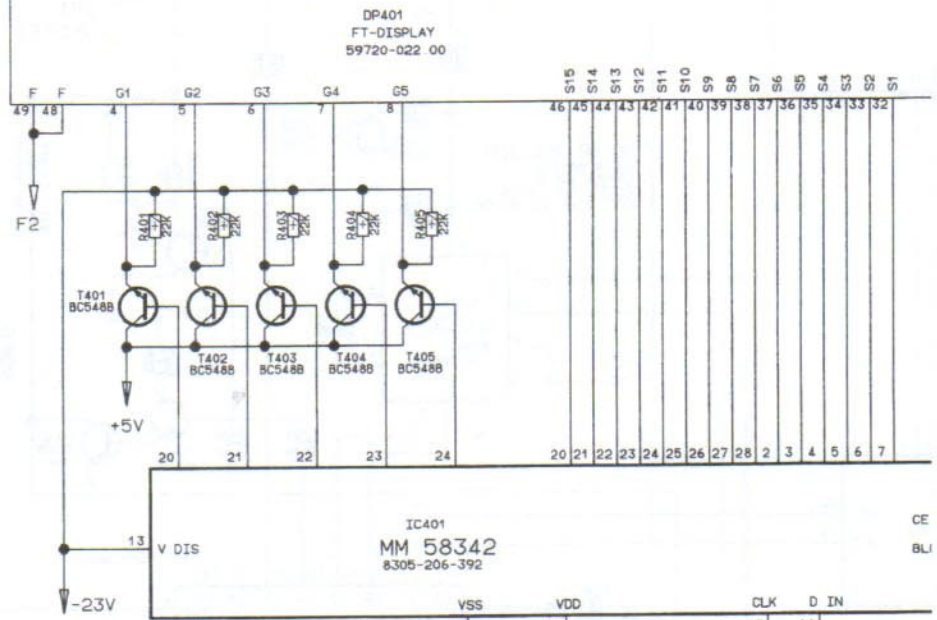 DP401
FT-DISPLAY
59720-022.00
F F G1 G2 G3 G4 G5 S15 S14 S13 S12 S11 S10 S9 S8 S7 S6 S5 S4 S3 S2 S1
49 48 4 5 6 7 8 46 45 44 43 42 41 40 39 38 37 36 35 34 33 32
F2
R401 22K R402 22K R403 22K R404 22K R405 22K
T401
BC548B
T402 T403 T404 T405
BC548B BC548B BC548B BC548B
+5V
20 21 22 23 24 20 21 22 23 24 25 26 27 28 2 3 4 5 6 7
IC401
CE
13 V DIS MM 58342
8305-206-392
-23V
VSS VDD CLK D IN